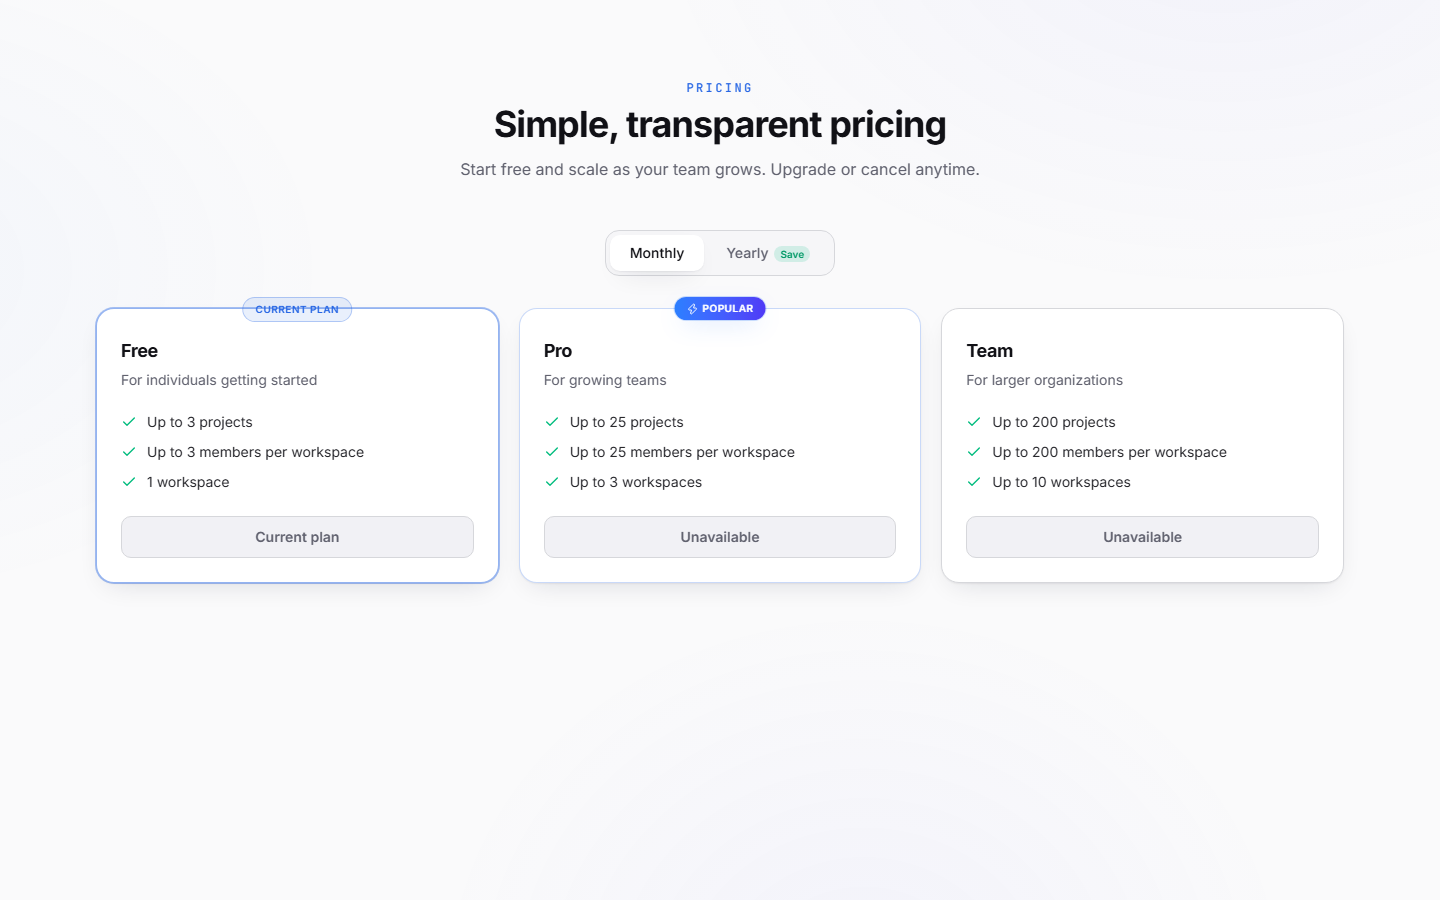 PRICING
Simple, transparent pricing
Start free and scale as your team grows. Upgrade or cancel anytime.
Monthly
Yearly Save
CURRENT PLAN
Free
For individuals getting started
Up to 3 projects
Up to 3 members per workspace
1 workspace
Current plan
POPULAR
Pro
For growing teams
Up to 25 projects
Up to 25 members per workspace
Up to 3 workspaces
Unavailable
Team
For larger organizations
Up to 200 projects
Up to 200 members per workspace
Up to 10 workspaces
Unavailable